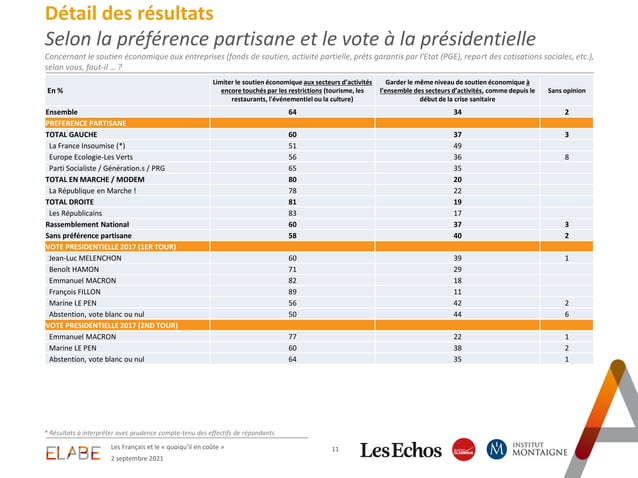 Détail des résultats
Selon la préférence partisane et le vote à la présidentielle
Concernant le soutien économique aux entreprises (fonds de soutien, activité partielle, prêts garantis par l'Etat (PGE), report des cotisations sociales, etc.),
selon vous, faut-il … ?
En %
Limiter le soutien économique aux secteurs d'activités
encore touchés par les restrictions (tourisme, les
restaurants, l'événementiel ou la culture)
Garder le même niveau de soutien économique à
l'ensemble des secteurs d'activités, comme depuis le
début de la crise sanitaire
Sans opinion
Ensemble 64 34 2
PREFERENCE PARTISANE
TOTAL GAUCHE 60 37 3
La France Insoumise (*) 51 49
Europe Ecologie-Les Verts 56 36 8
Parti Socialiste / Génération.s / PRG 65 35
TOTAL EN MARCHE / MODEM 80 20
La République en Marche ! 78 22
TOTAL DROITE 81 19
Les Républicains 83 17
Rassemblement National 60 37 3
Sans préférence partisane 58 40 2
VOTE PRESIDENTIELLE 2017 (1ER TOUR)
Jean-Luc MELENCHON 60 39 1
Benoît HAMON 71 29
Emmanuel MACRON 82 18
François FILLON 89 11
Marine LE PEN 56 42 2
Abstention, vote blanc ou nul 50 44 6
VOTE PRESIDENTIELLE 2017 (2ND TOUR)
Emmanuel MACRON 77 22 1
Marine LE PEN 60 38 2
Abstention, vote blanc ou nul 64 35 1
* Résultats à interpréter avec prudence compte-tenu des effectifs de répondants
ELABE
Les Français et le « quoiqu'il en coûte »
2 septembre 2021
11
LesEchos
RADIO
CLASSIQUE
INSTITUT
MONTAIGNE